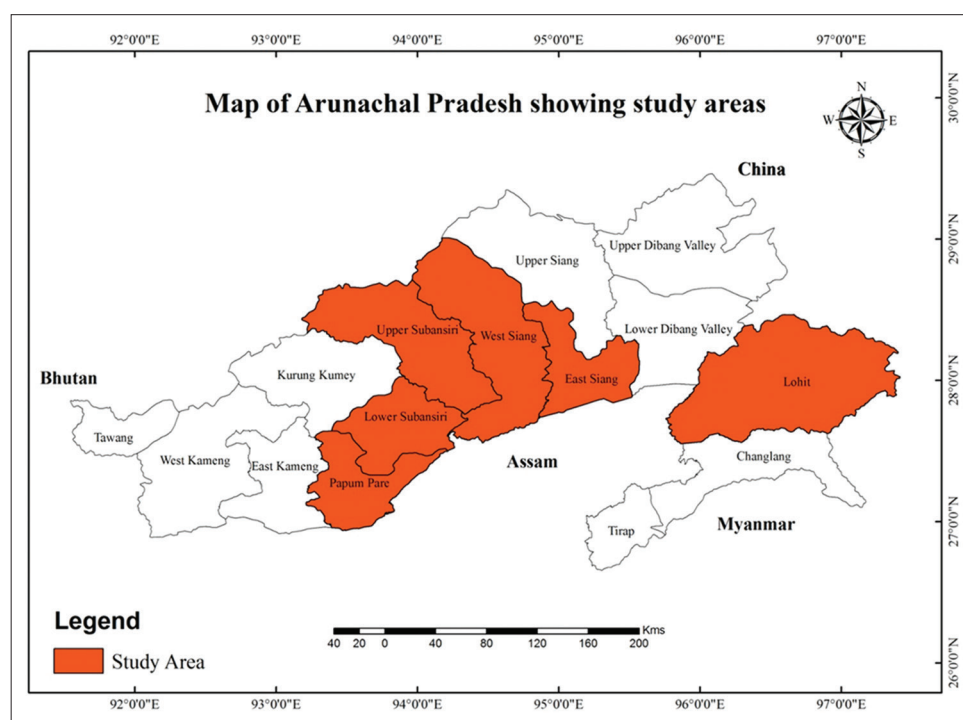 92°0'0"E 93°0'0"E 94°0'0"E 95°0'0"E 96°0'0"E 97°0'0"E
Map of Arunachal Pradesh showing study areas
N
W E
S
30°0'0"N
China
29°0'0"N
Upper Dibang Valley
Upper Siang
Upper Subansiri
West Siang
Lower Dibang Valley
Bhutan
Kurung Kumey
East Siang
Lohit
28°0'0"N
Tawang
Lower Subansiri
West Kameng
East Kameng
Papum Pare
Assam
Changlang
Tirap
Myanmar
27°0'0"N
Legend
Study Area
40 20 0 40 80 120 160 200
Kms
26°0'0"N
92°0'0"E 93°0'0"E 94°0'0"E 95°0'0"E 96°0'0"E 97°0'0"E